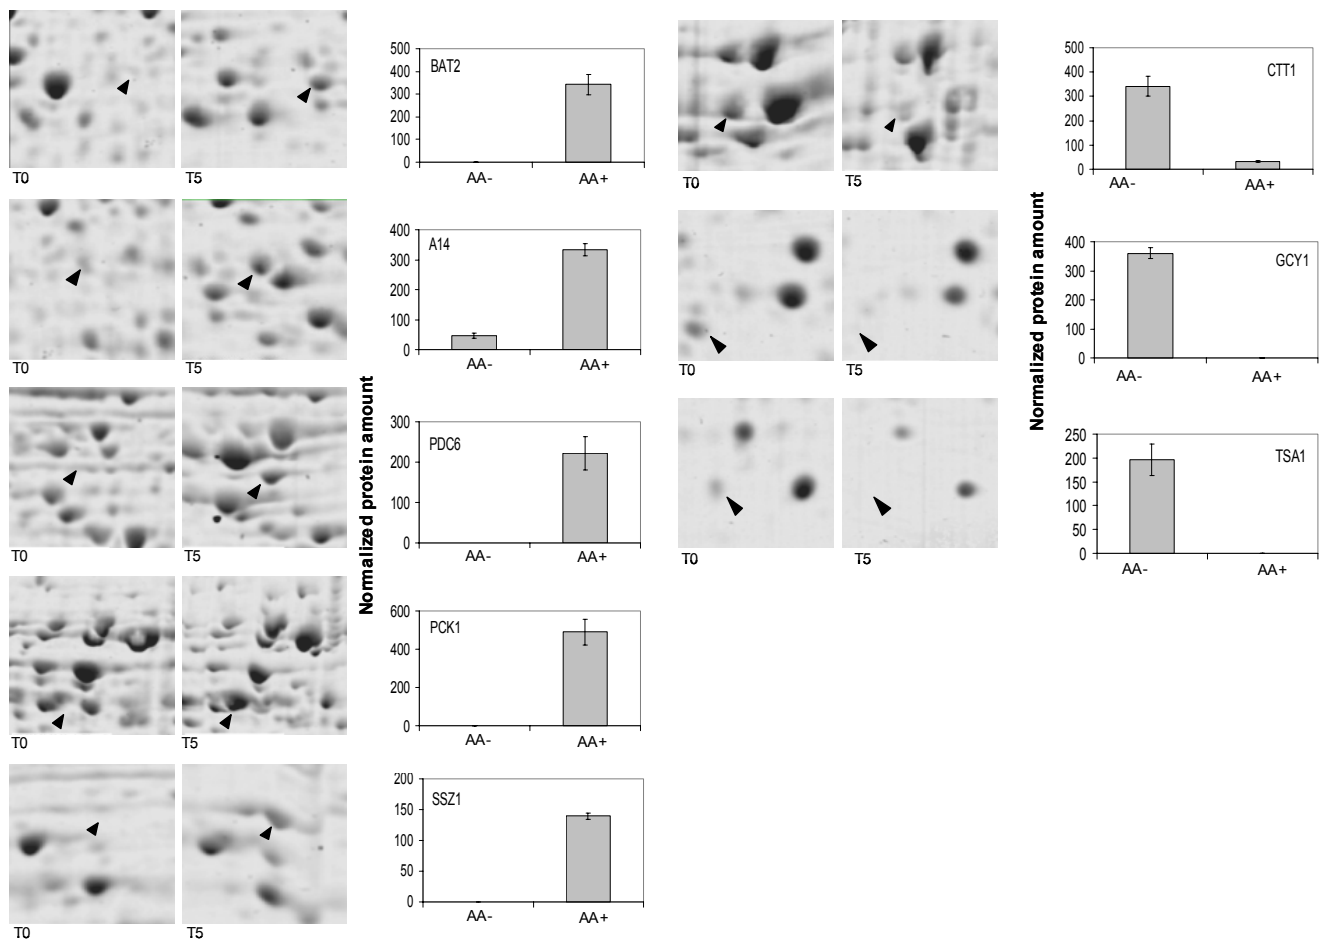 T0
T5
BAT2
500
400
300
200
100
0
AA-
AA+
T0
T5
A14
400
300
200
100
0
AA-
AA+
T0
T5
PDC6
300
200
100
0
AA-
AA+
T0
T5
PCK1
600
400
200
0
AA-
AA+
T0
T5
SSZ1
200
150
100
50
0
AA-
AA+
Normalized protein amount
T0
T5
CTT1
500
400
300
200
100
0
AA-
AA+
T0
T5
GCY1
400
300
200
100
0
AA-
AA+
T0
T5
TSA1
250
200
150
100
50
0
AA-
AA+
Normalized protein amount